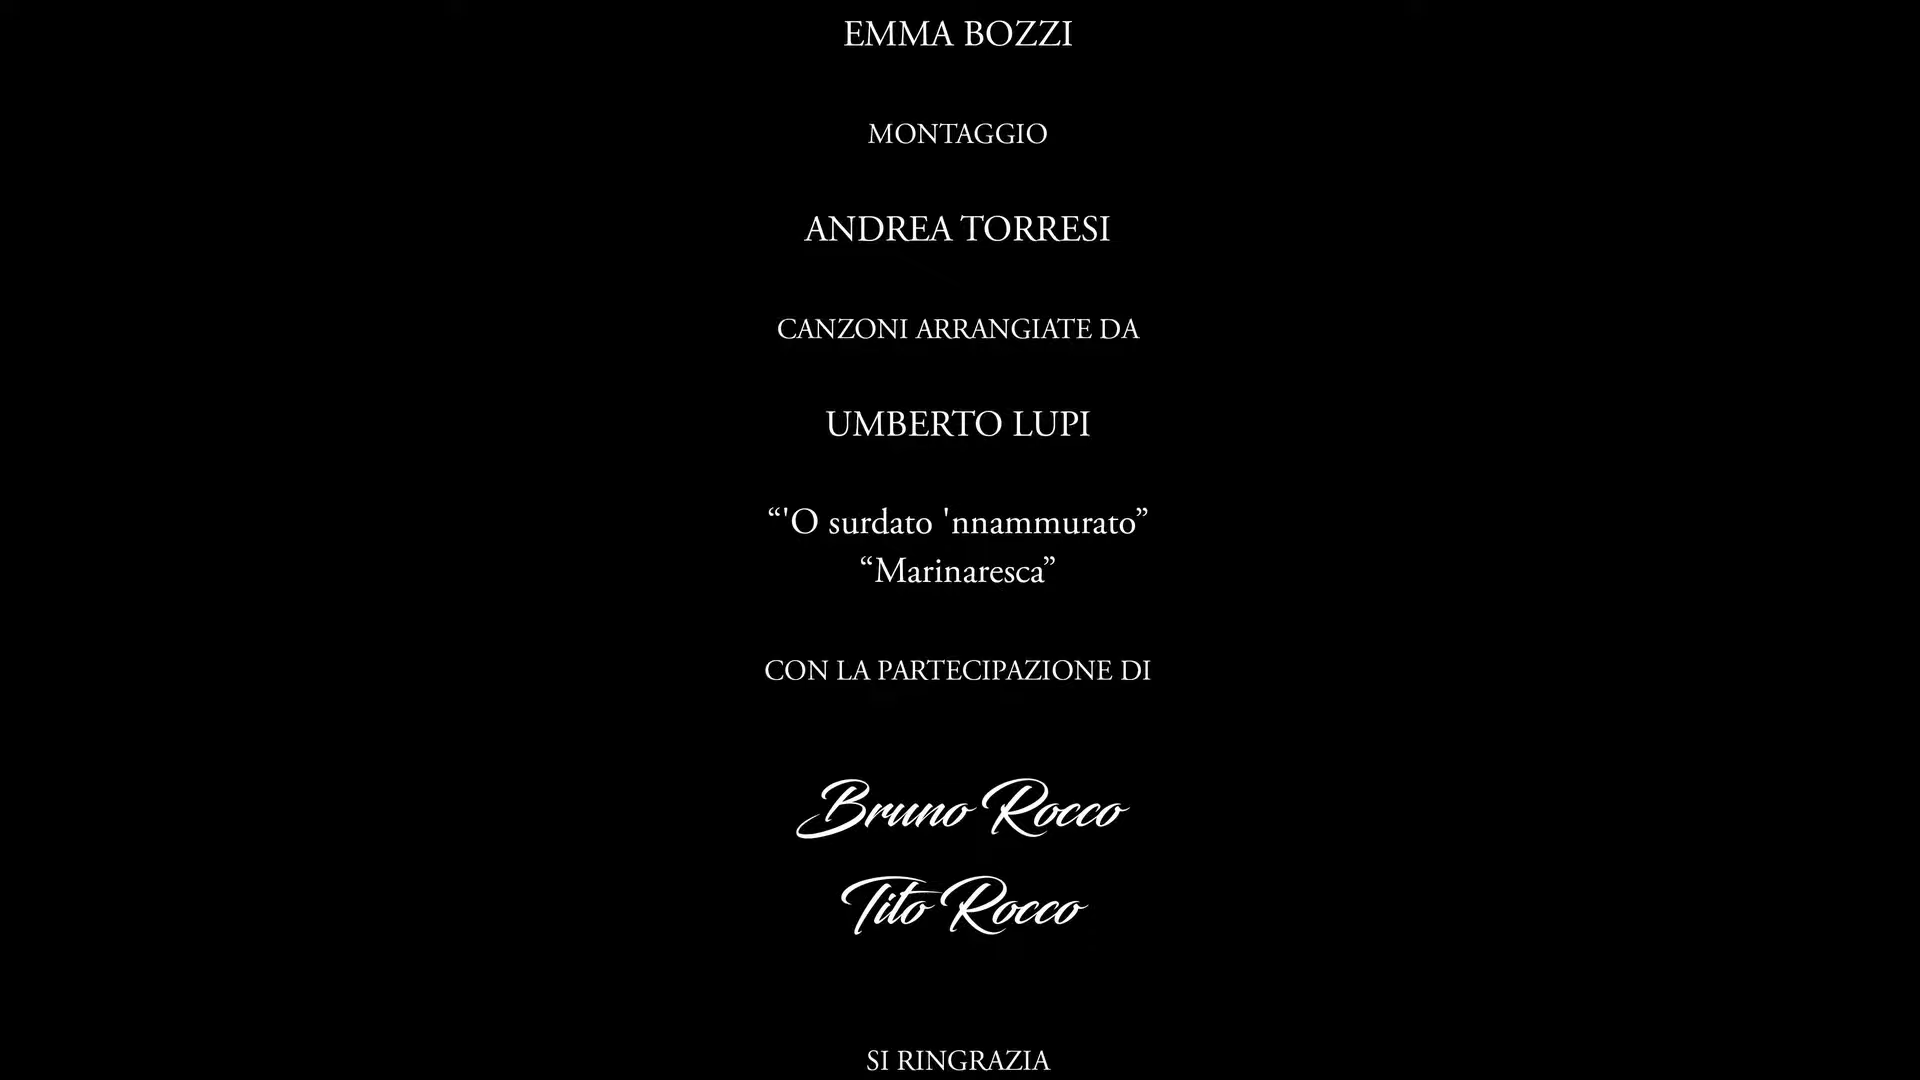 EMMA BOZZI
MONTAGGIO
ANDREA TORRESI
CANZONI ARRANGIATE DA
UMBERTO LUPI
“'O surdato 'nnammurato”
“Marinaresca”
CON LA PARTECIPAZIONE DI
Bruno Rocco
Tito Rocco
SI RINGRAZIA